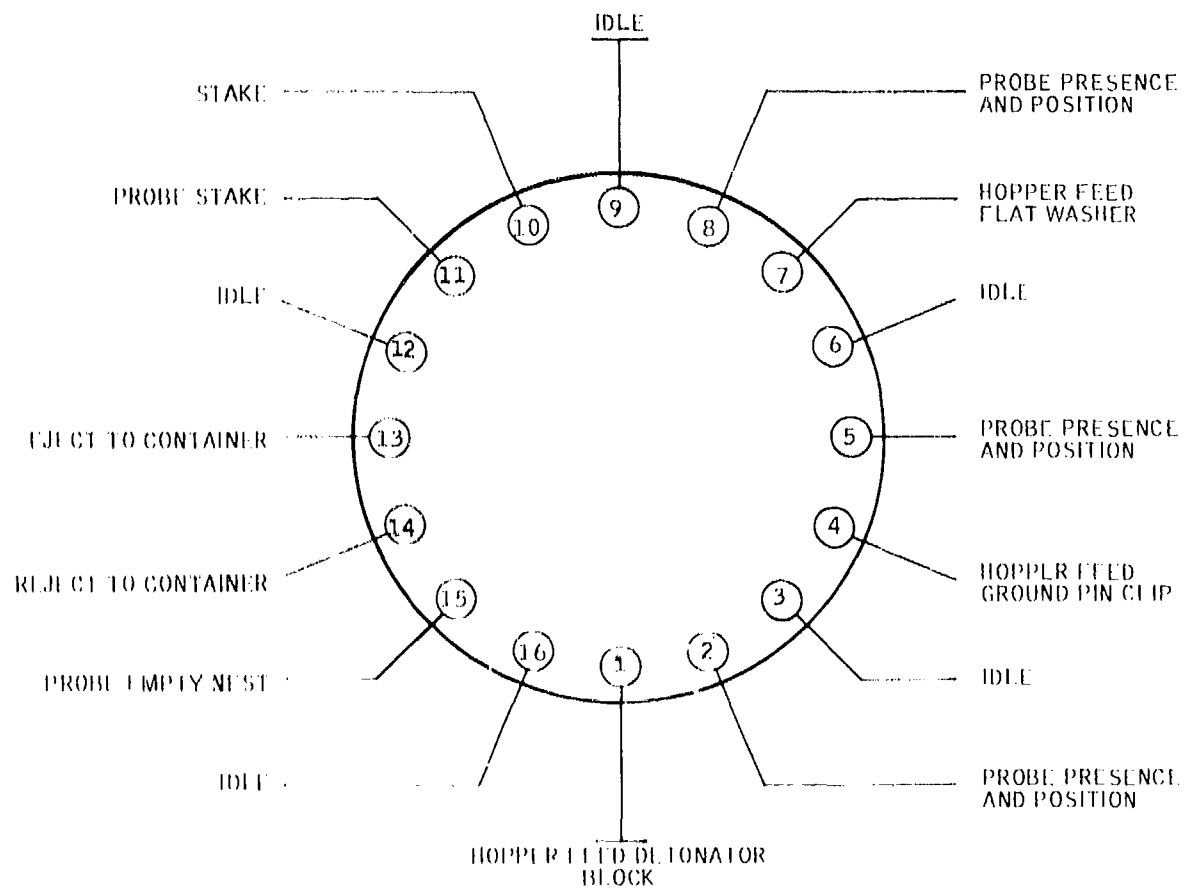 IDLE
STAKE
PROBE PRESENCE
AND POSITION
PROBE STAKE
HOPPER FEED
FLAT WASHER
IDLE
IDLE
EJECT TO CONTAINER
PROBE PRESENCE
AND POSITION
REJECT TO CONTAINER
HOPPER FEED
GROUND PIN CLIP
PROBE EMPTY NEST
IDLE
IDLE
PROBE PRESENCE
AND POSITION
HOPPER FEED DETONATOR
BLOCK
9
10
8
11
7
12
6
13
5
14
4
15
3
16
1
2